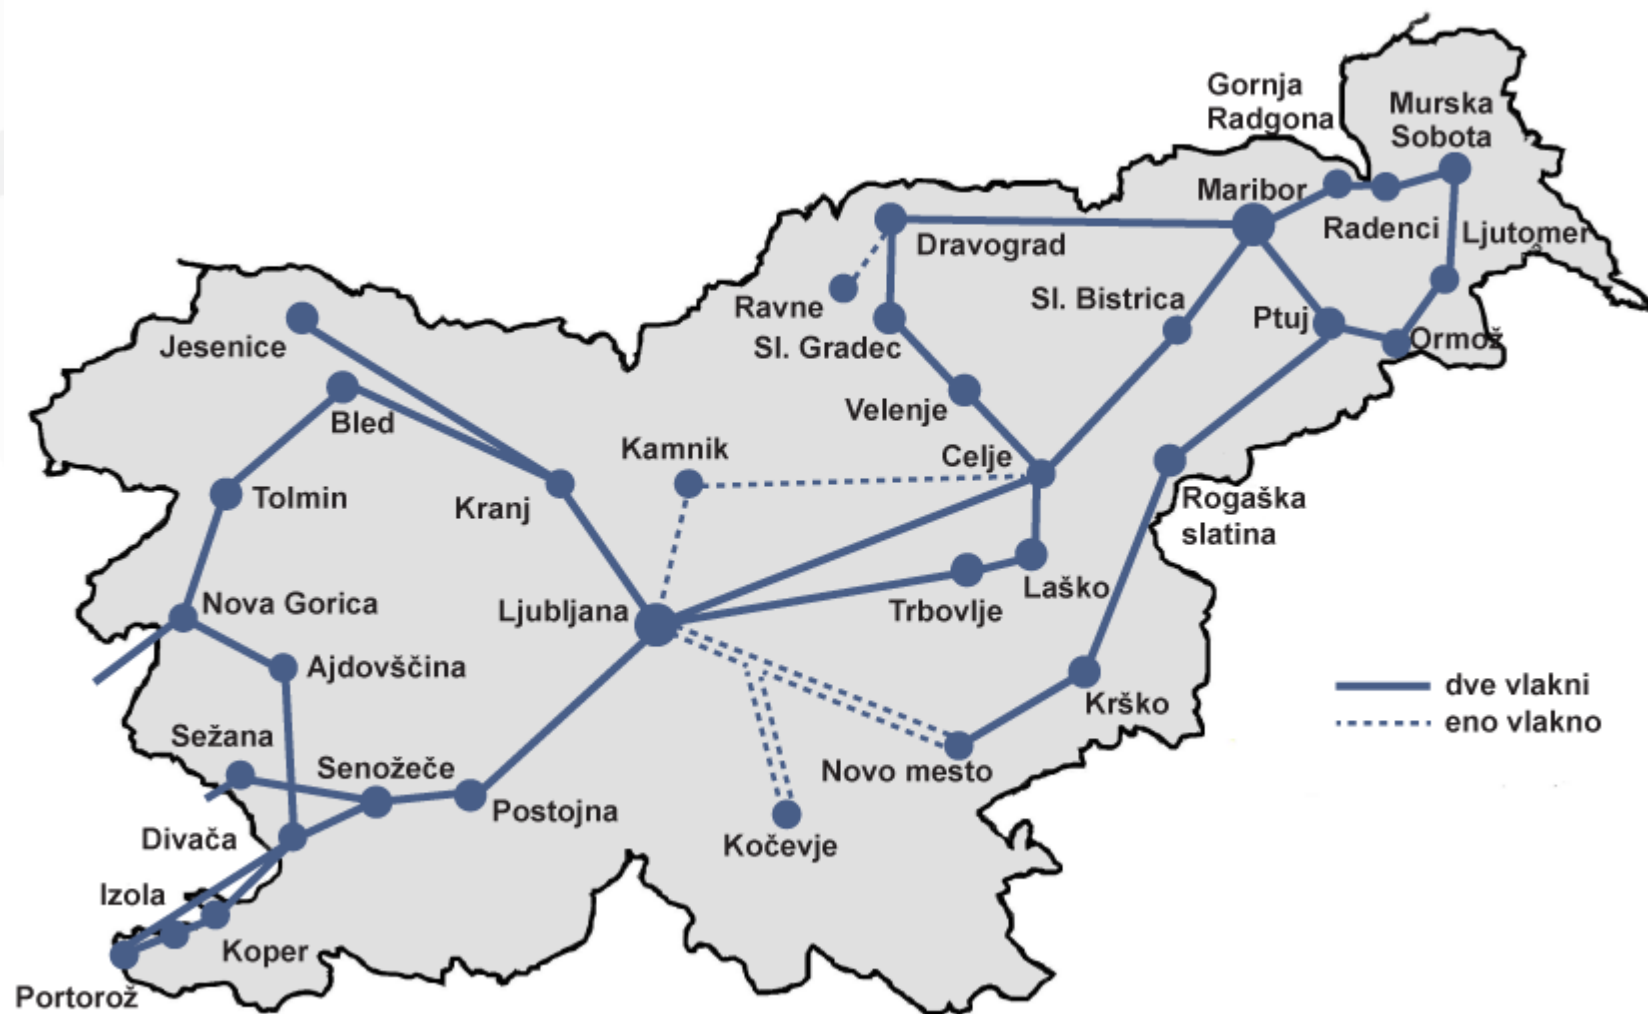 Gornja
Radgona
Murska
Sobota
Maribor
Radenci
Ljutomer
Dravograd
Ravne
Sl. Bistrica
Ptuj
Ormož
Sl. Gradec
Jesenice
Bled
Velenje
Kamnik
Celje
Tolmin
Kranj
Rogaška
slatina
Nova Gorica
Ljubljana
Trbovlje
Laško
Ajdovščina
Krško
dve vlakni
eno vlakno
Sežana
Senožeče
Novo mesto
Postojna
Divača
Kočevje
Izola
Koper
Portorož